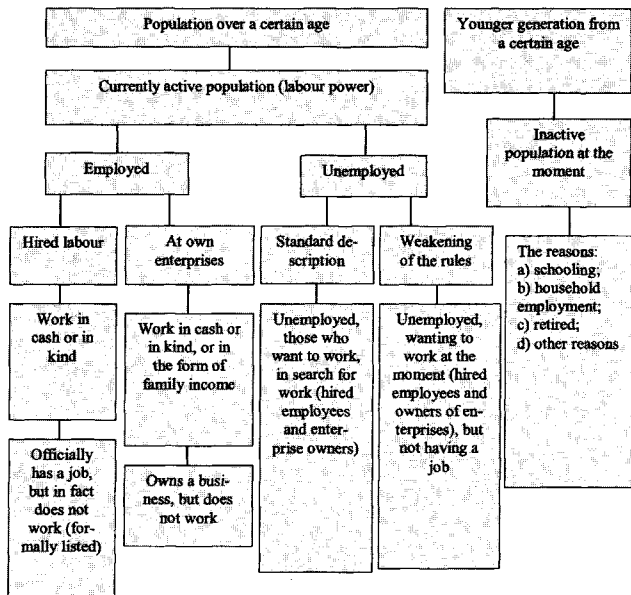 Population over a certain age
Younger generation from
a certain age
Currently active population (labour power)
Inactive
population at the
moment
Employed
Unemployed
Hired labour
At own
enterprises
Standard de-
scription
Weakening
of the rules
The reasons:
a) schooling;
b) household
employment;
c) retired;
d) other reasons
Work in
cash or in
kind
Work in cash or
in kind, or in
the form of
family income
Unemployed,
those who
want to work,
in search for
work (hired
employees
and enter-
prise owners)
Unemployed,
wanting to
work at the
moment (hired
employees and
owners of en-
terprises), but
not having a
job
Officially
has a job,
but in fact
does not
work (for-
mally listed)
Owns a busi-
ness, but does
not work